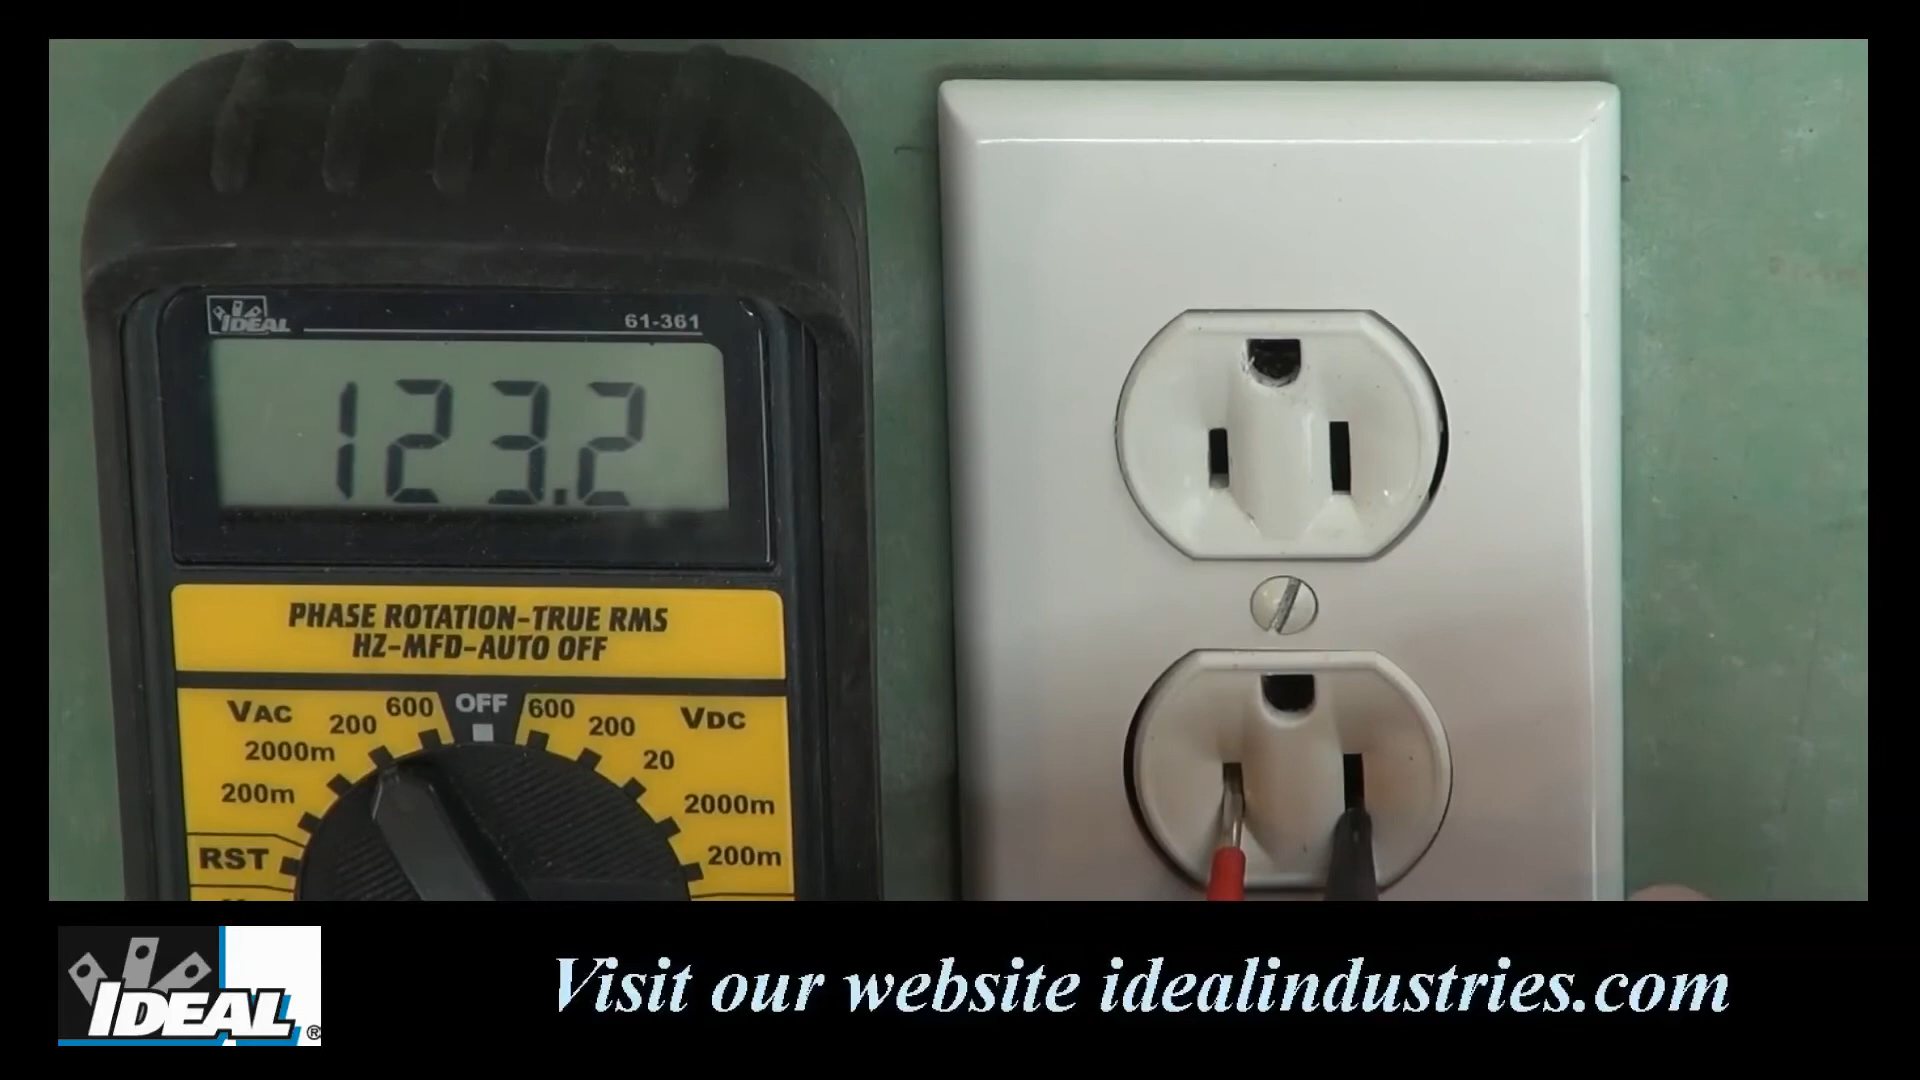 IDEAL
61-361
123.2
PHASE ROTATION-TRUE RMS
HZ-MFD-AUTO OFF
VAC 200 600 OFF 600 200 VDC
2000m 20
200m 2000m
RST 200m
IDEAL®
Visit our website idealindustries.com